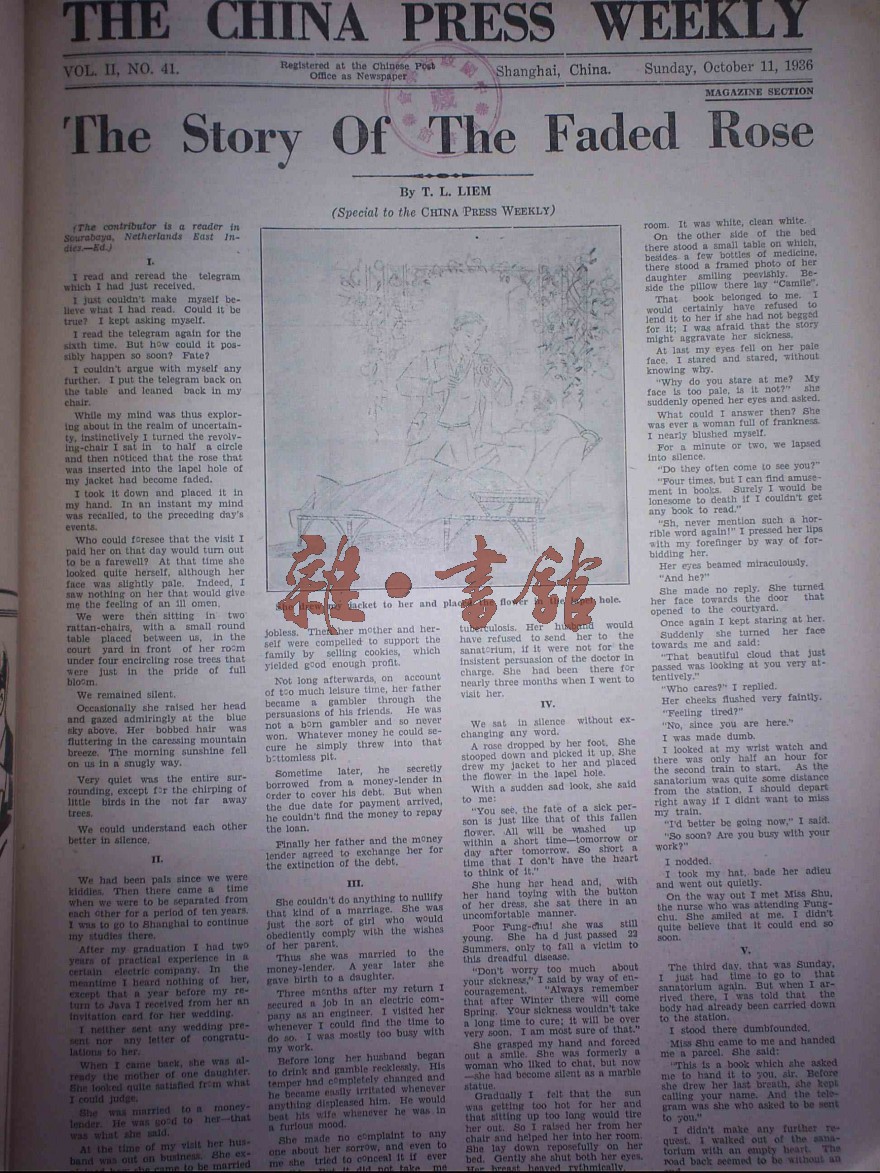 THE CHINA PRESS WEEKLY
VOL. II, NO. 41.
Registered at the Chinese Post
Office as Newspaper
Shanghai, China.
Sunday, October 11, 1936
MAGAZINE SECTION
The Story Of The Faded Rose
By T. L. LIEM
(Special to the CHINA PRESS WEEKLY)
(The contributor is a reader in
Sourabaya, Netherlands East In-
dies.—Ed.)
I.
I read and reread the telegram
which I had just received.
I just couldn't make myself be-
lieve what I had read. Could it be
true? I kept asking myself.
I read the telegram again for the
sixth time. But how could it pos-
sibly happen so soon? Fate?
I couldn't argue with myself any
further. I put the telegram back on
the table and leaned back in my
chair.
While my mind was thus explor-
ing about in the realm of uncertain-
ty, instinctively I turned the revolv-
ing-chair I sat in to half a circle
and then noticed that the rose that
was inserted into the lapel hole of
my jacket had become faded.
I took it down and placed it in
my hand. In an instant my mind
was recalled, to the preceding day's
events.
Who could foresee that the visit I
paid her on that day would turn out
to be a farewell? At that time she
looked quite herself, although her
face was slightly pale. Indeed, I
saw nothing on her that would give
me the feeling of an ill omen.
We were then sitting in two
rattan-chairs, with a small round
table placed between us, in the
court yard in front of her room
under four encircling rose trees that
were just in the pride of full
bloom.
We remained silent.
Occasionally she raised her head
and gazed admiringly at the blue
sky above. Her bobbed hair was
fluttering in the caressing mountain
breeze. The morning sunshine fell
on us in a smugly way.
Very quiet was the entire sur-
rounding, except for the chirping of
little birds in the not far away
trees.
We could understand each other
better in silence.
II.
We had been pals since we were
kiddies. Then there came a time
when we were to be separated from
each other for a period of ten years.
I was to go to Shanghai to continue
my studies there.
After my graduation I had two
years of practical experience in a
certain electric company. In the
meantime I heard nothing of her,
except that a year before my re-
turn to Java I received from her an
invitation card for her wedding.
I neither sent any wedding pre-
sent nor any letter of congratu-
lations to her.
When I came back, she was al-
ready the mother of one daughter.
She looked quite satisfied from what
I could judge.
She was married to a money-
lender. He was good to her—that
was what she said.
At the time of my visit her hus-
band was out on business. She ex-
she came to be married
She drew my jacket to her and placed the flower in the lapel hole.
雜·書館
jobless. Then her mother and her-
self were compelled to support the
family by selling cookies, which
yielded good enough profit.
Not long afterwards, on account
of too much leisure time, her father
became a gambler through the
persuasions of his friends. He was
not a born gambler and so never
won. Whatever money he could se-
cure he simply threw into that
bottomless pit.
Sometime later, he secretly
borrowed from a money-lender in
order to cover his debt. But when
the due date for payment arrived,
he couldn't find the money to repay
the loan.
Finally her father and the money
lender agreed to exchange her for
the extinction of the debt.
III.
She couldn't do anything to nullify
that kind of a marriage. She was
just the sort of girl who would
obediently comply with the wishes
of her parent.
Thus she was married to the
money-lender. A year later she
gave birth to a daughter.
Three months after my return I
secured a job in an electric com-
pany as an engineer. I visited her
whenever I could find the time to
do so. I was mostly too busy with
my work.
Before long her husband began
to drink and gamble recklessly. His
temper had completely changed and
he became easily irritated whenever
anything displeased him. He would
beat his wife whenever he was in
a furious mood.
She made no complaint to any
one about her sorrow, and even to
me she tried to conceal it if ever
it did not take me
tuberculosis. Her husband would
have refused to send her to the
sanatorium, if it were not for the
insistent persuasion of the doctor in
charge. She had been there for
nearly three months when I went to
visit her.
IV.
We sat in silence without ex-
changing any word.
A rose dropped by her foot. She
stooped down and picked it up. She
drew my jacket to her and placed
the flower in the lapel hole.
With a sudden sad look, she said
to me:
"You see, the fate of a sick per-
son is just like that of this fallen
flower. All will be washed up
within a short time—tomorrow or
day after tomorrow. So short a
time that I don't have the heart
to think of it."
She hung her head and, with
her hand toying with the button
of her dress, she sat there in an
uncomfortable manner.
Poor Fung-chu! she was still
young. She had just passed 22
Summers, only to fall a victim to
this dreadful disease.
"Don't worry too much about
your sickness," I said by way of en-
couragement. "Always remember
that after Winter there will come
Spring. Your sickness wouldn't take
a long time to cure; it will be over
very soon. I am most sure of that."
She grasped my hand and forced
out a smile. She was formerly a
woman who liked to chat, but now
—she had become silent as a marble
statue.
Gradually I felt that the sun
was getting too hot for her and
that sitting up too long would tire
her out. So I raised her from her
chair and helped her into her room.
She lay down reposefully on her
bed. Gently she shut both her eyes.
Her breast heaved rythmically.
room. It was white, clean white.
On the other side of the bed
there stood a small table on which,
besides a few bottles of medicine,
there stood a framed photo of her
daughter smiling peevishly. Be-
side the pillow there lay "Camile".
That book belonged to me. I
would certainly have refused to
lend it to her if she had not begged
for it; I was afraid that the story
might aggravate her sickness.
At last my eyes fell on her pale
face. I stared and stared, without
knowing why.
"Why do you stare at me? My
face is too pale, is it not?" she
suddenly opened her eyes and asked.
What could I answer then? She
was ever a woman full of frankness.
I nearly blushed myself.
For a minute or two, we lapsed
into silence.
"Do they often come to see you?"
"Four times, but I can find amuse-
ment in books. Surely I would be
lonesome to death if I couldn't get
any book to read."
"Sh, never mention such a hor-
rible word again!" I pressed her lips
with my forefinger by way of for-
bidding her.
Her eyes beamed miraculously.
"And he?"
She made no reply. She turned
her face towards the door that
opened to the courtyard.
Once again I kept staring at her.
Suddenly she turned her face
towards me and said:
"That beautiful cloud that just
passed was looking at you very at-
tentively."
"Who cares?" I replied.
Her cheeks flushed very faintly.
"Feeling tired?"
"No, since you are here."
I was made dumb.
I looked at my wrist watch and
there was only half an hour for
the second train to start. As the
sanatorium was quite some distance
from the station, I should depart
right away if I didnt want to miss
my train.
"I'd better be going now," I said.
"So soon? Are you busy with your
work?"
I nodded.
I took my hat, bade her adieu
and went out quietly.
On the way out I met Miss Shu,
the nurse who was attending Fung-
chu. She smiled at me. I didn't
quite believe that it could end so
soon.
V.
The third day, that was Sunday,
I just had time to go to that
sanatorium again. But when I ar-
rived there, I was told that the
body had already been carried down
to the station.
I stood there dumbfounded.
Miss Shu came to me and handed
me a parcel. She said:
"This is a book which she asked
me to hand it to you, sir. Before
she drew her last breath, she kept
calling your name. And the tele-
gram was she who asked to be sent
to you."
I didn't make any further re-
quest. I walked out of the sana-
torium with an empty heart. The
road back seemed to be without an